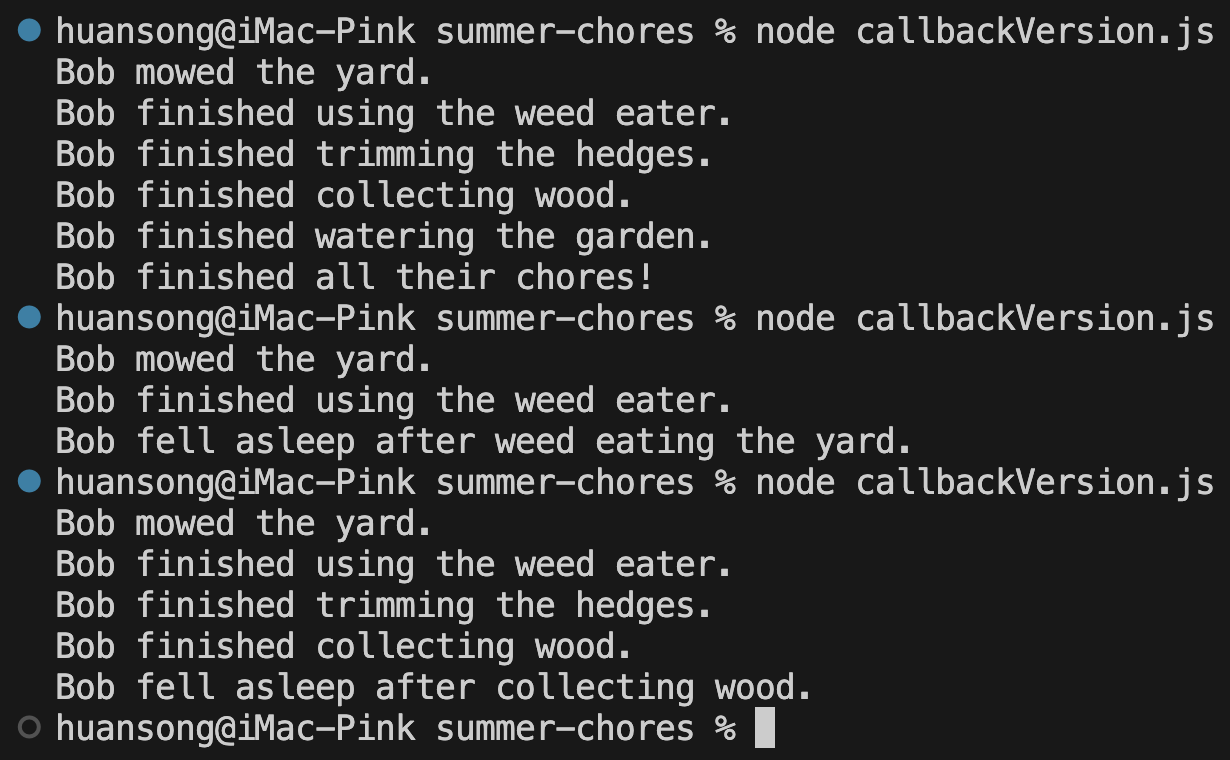 huansong@iMac-Pink summer-chores % node callbackVersion.js
Bob mowed the yard.
Bob finished using the weed eater.
Bob finished trimming the hedges.
Bob finished collecting wood.
Bob finished watering the garden.
Bob finished all their chores!
huansong@iMac-Pink summer-chores % node callbackVersion.js
Bob mowed the yard.
Bob finished using the weed eater.
Bob fell asleep after weed eating the yard.
huansong@iMac-Pink summer-chores % node callbackVersion.js
Bob mowed the yard.
Bob finished using the weed eater.
Bob finished trimming the hedges.
Bob finished collecting wood.
Bob fell asleep after collecting wood.
huansong@iMac-Pink summer-chores %